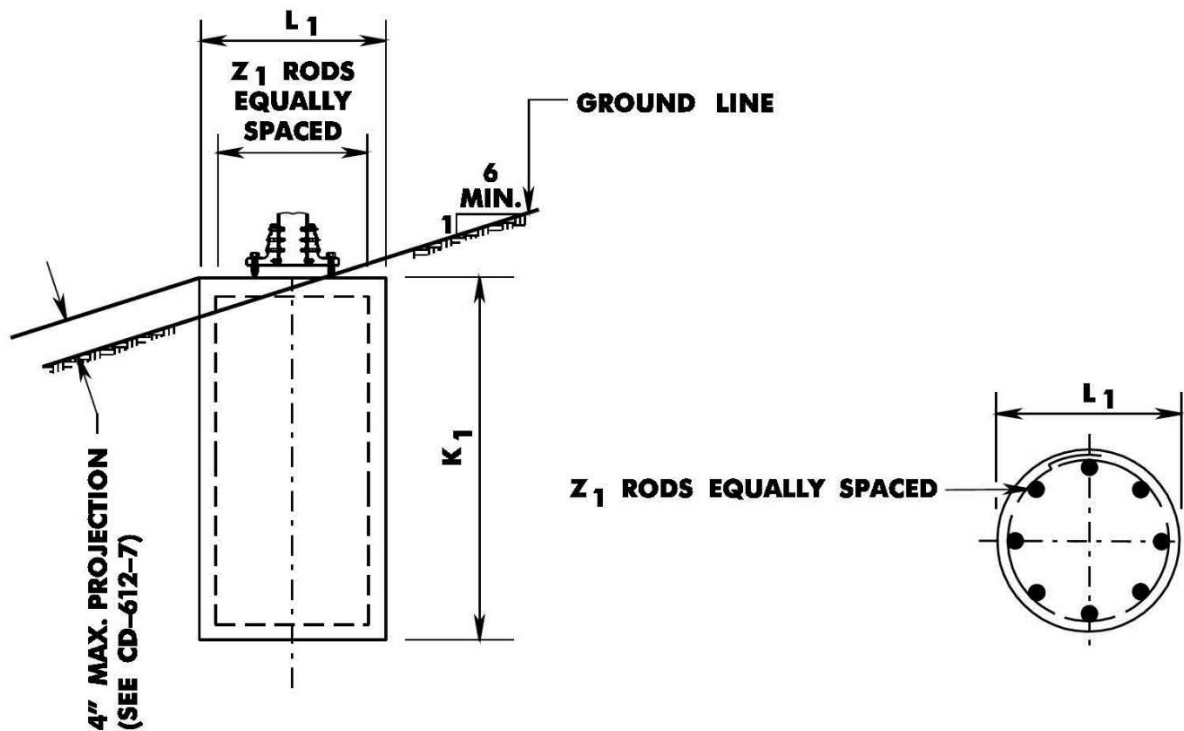 L1
Z1 RODS
EQUALLY
SPACED
GROUND LINE
6
MIN.
1
K1
4" MAX. PROJECTION
(SEE CD-612-7)
L1
Z1 RODS EQUALLY SPACED